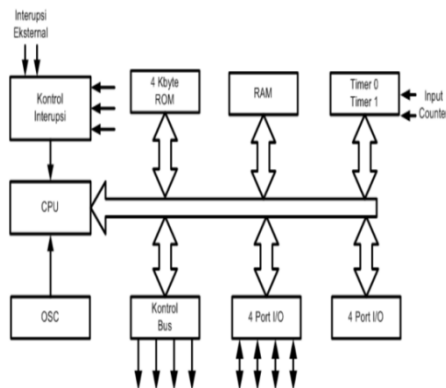 Interupsi
Eksternal
Kontrol
Interupsi
4 Kbyte
ROM
RAM
Timer 0
Timer 1
Input
Counter
CPU
OSC
Kontrol
Bus
4 Port I/O
4 Port I/O